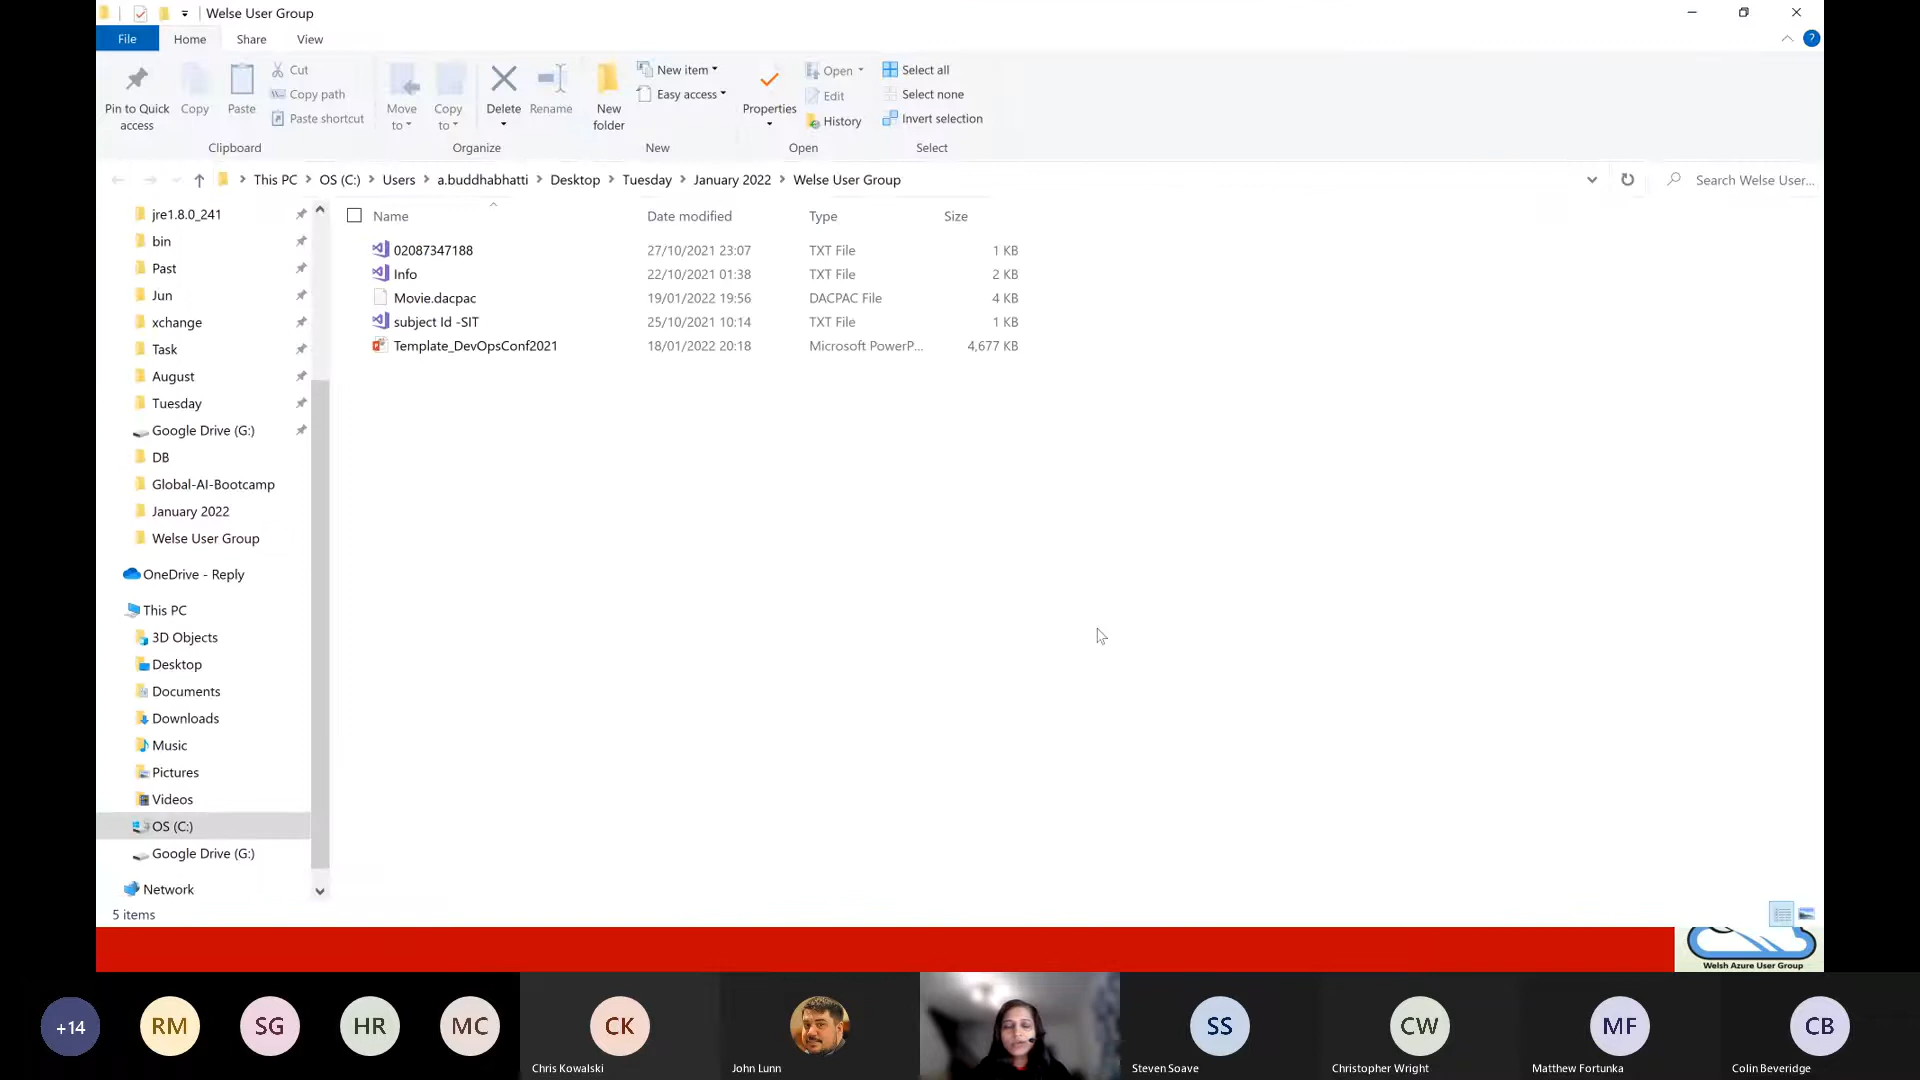 Welse User Group
File Home Share View
Pin to Quick access
Copy
Paste
Cut
Copy path
Paste shortcut
Clipboard
Move to
Copy to
Delete
Rename
Organize
New folder
New item
Easy access
New
Properties
Open
Edit
History
Open
Select all
Select none
Invert selection
Select
This PC > OS (C:) > Users > a.buddhabhatti > Desktop > Tuesday > January 2022 > Welse User Group
Search Welse User...
jre1.8.0_241
bin
Past
Jun
xchange
Task
August
Tuesday
Google Drive (G:)
DB
Global-AI-Bootcamp
January 2022
Welse User Group
OneDrive - Reply
This PC
3D Objects
Desktop
Documents
Downloads
Music
Pictures
Videos
OS (C:)
Google Drive (G:)
Network
Name Date modified Type Size
02087347188 27/10/2021 23:07 TXT File 1 KB
Info 22/10/2021 01:38 TXT File 2 KB
Movie.dacpac 19/01/2022 19:56 DACPAC File 4 KB
subject Id -SIT 25/10/2021 10:14 TXT File 1 KB
Template_DevOpsConf2021 18/01/2022 20:18 Microsoft PowerP... 4,677 KB
5 items
Welsh Azure User Group
+14 RM SG HR MC CK SS CW MF CB
Chris Kowalski John Lunn Steven Soave Christopher Wright Matthew Fortunka Colin Beveridge